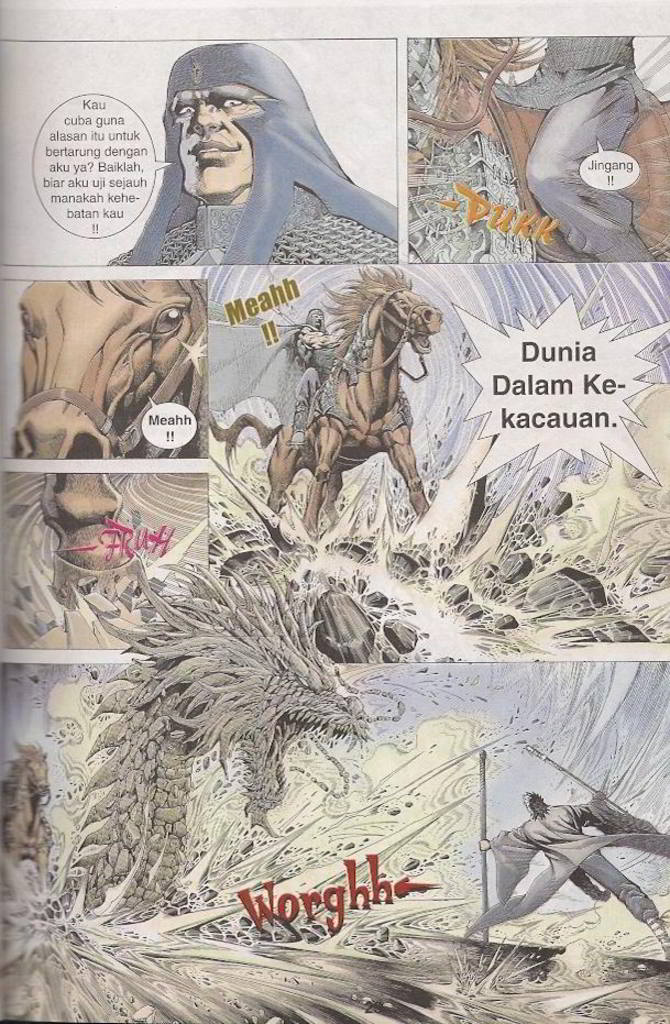 Kau
cuba guna
alasan itu untuk
bertarung dengan
aku ya? Baiklah,
biar aku uji sejauh
manakah kehe-
batan kau
!!
Jingang
!!
PUKK
Meahh
!!
Meahh
!!
Dunia
Dalam Ke-
kacauan.
FRUH
Worghh